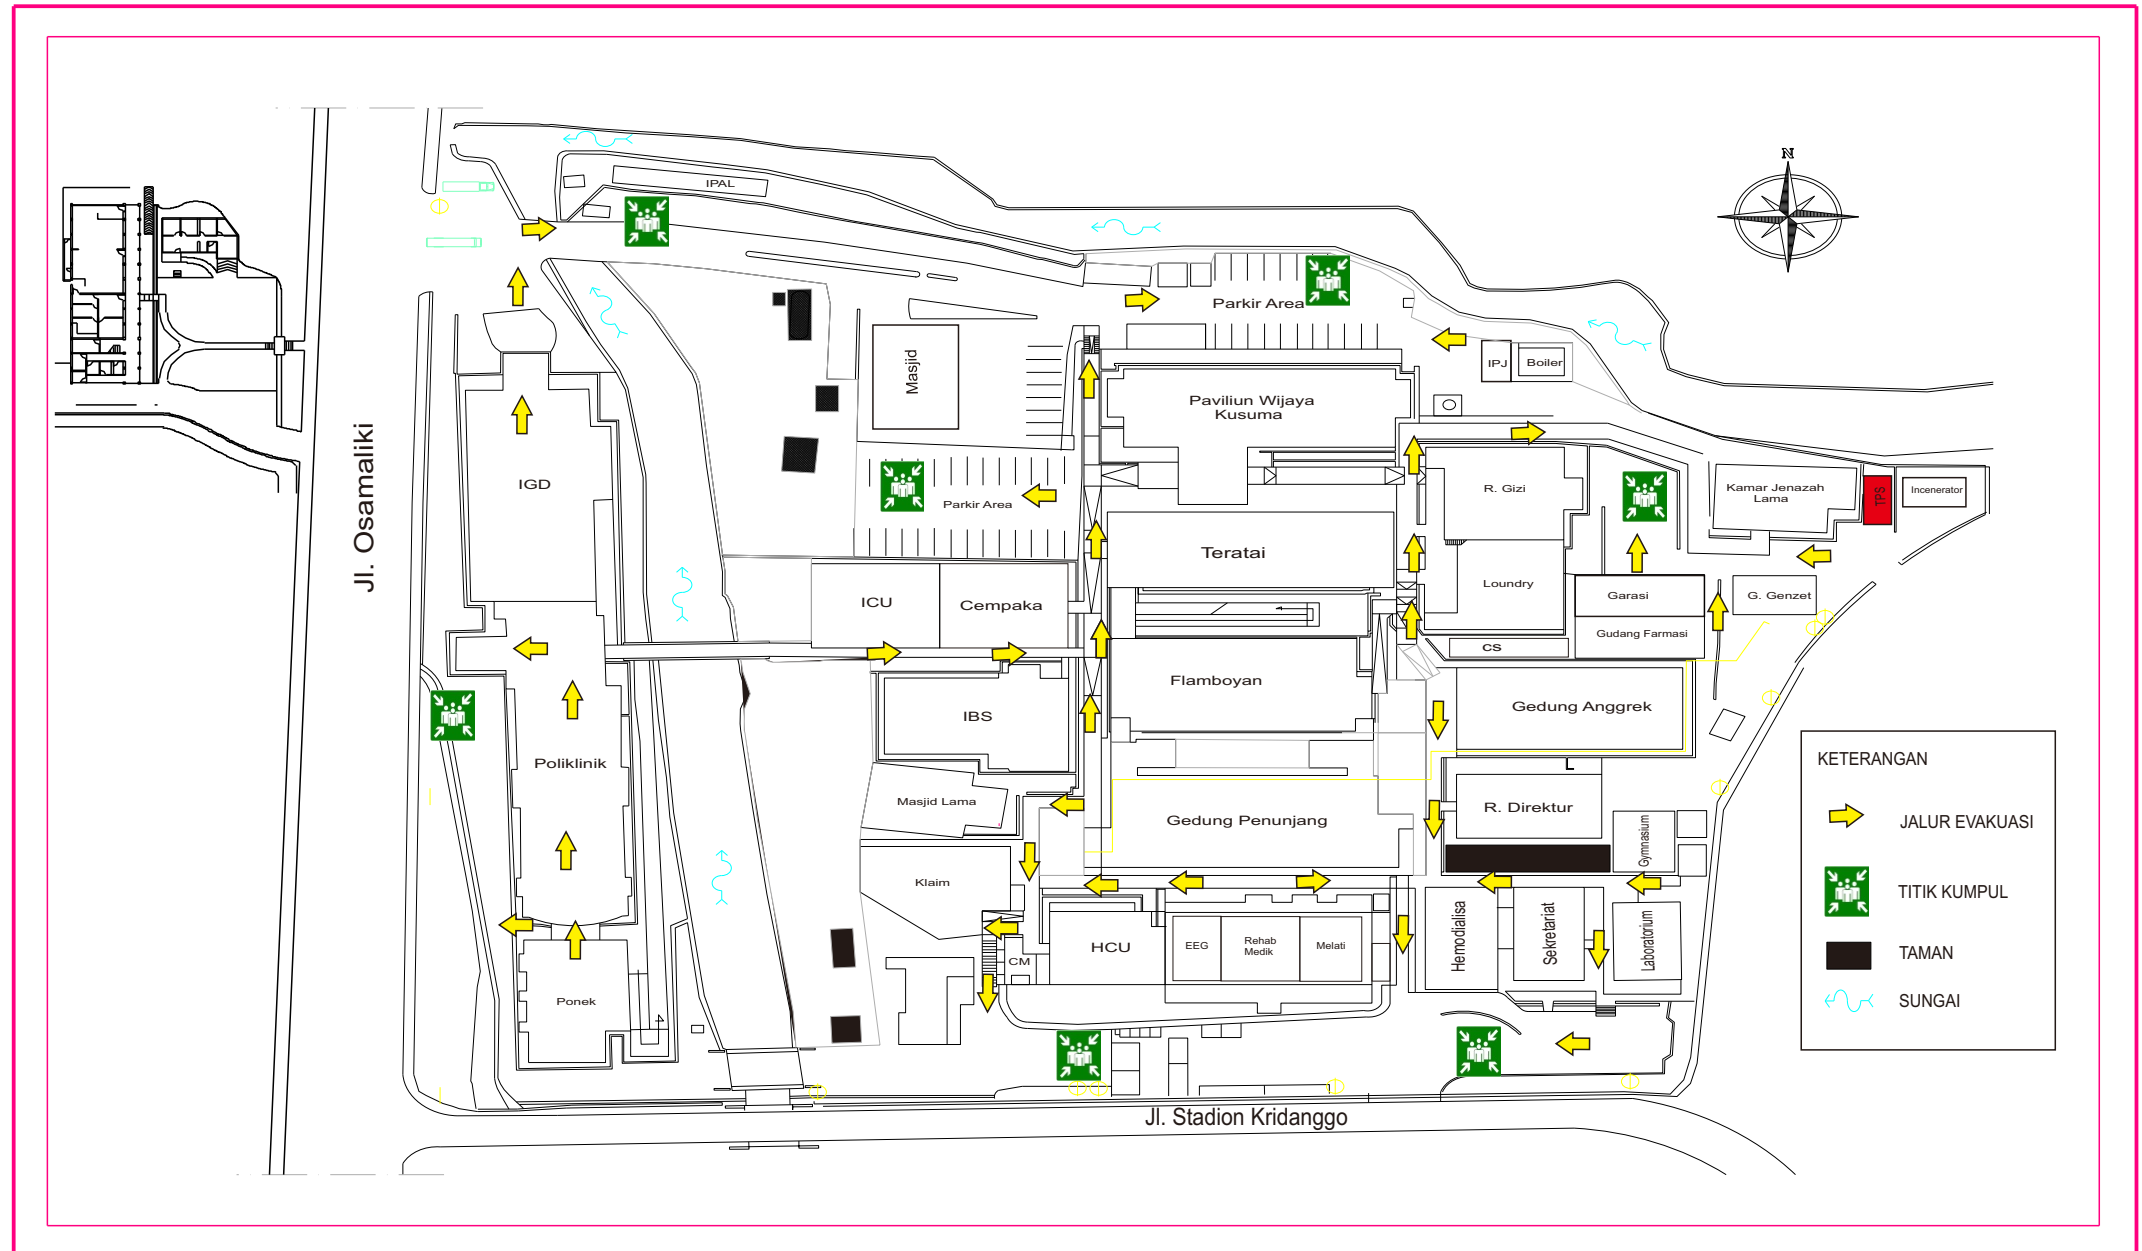 N
IPAL
Parkir Area
IPJ
Boiler
Masjid
Paviliun Wijaya
Kusuma
Jl. Osamaliki
IGD
Parkir Area
R. Gizi
Kamar Jenazah
Lama
TPS
Incenerator
Teratai
Loundry
ICU
Cempaka
Garasi
G. Genzet
Gudang Farmasi
CS
Flamboyan
IBS
Gedung Anggrek
Poliklinik
L
Masjid Lama
R. Direktur
Gedung Penunjang
Gymnasium
Klaim
HCU
EEG
Rehab
Medik
Melati
Hemodialisa
Sekretariat
Laboratorium
CM
Ponek
Jl. Stadion Kridanggo
KETERANGAN
JALUR EVAKUASI
TITIK KUMPUL
TAMAN
SUNGAI